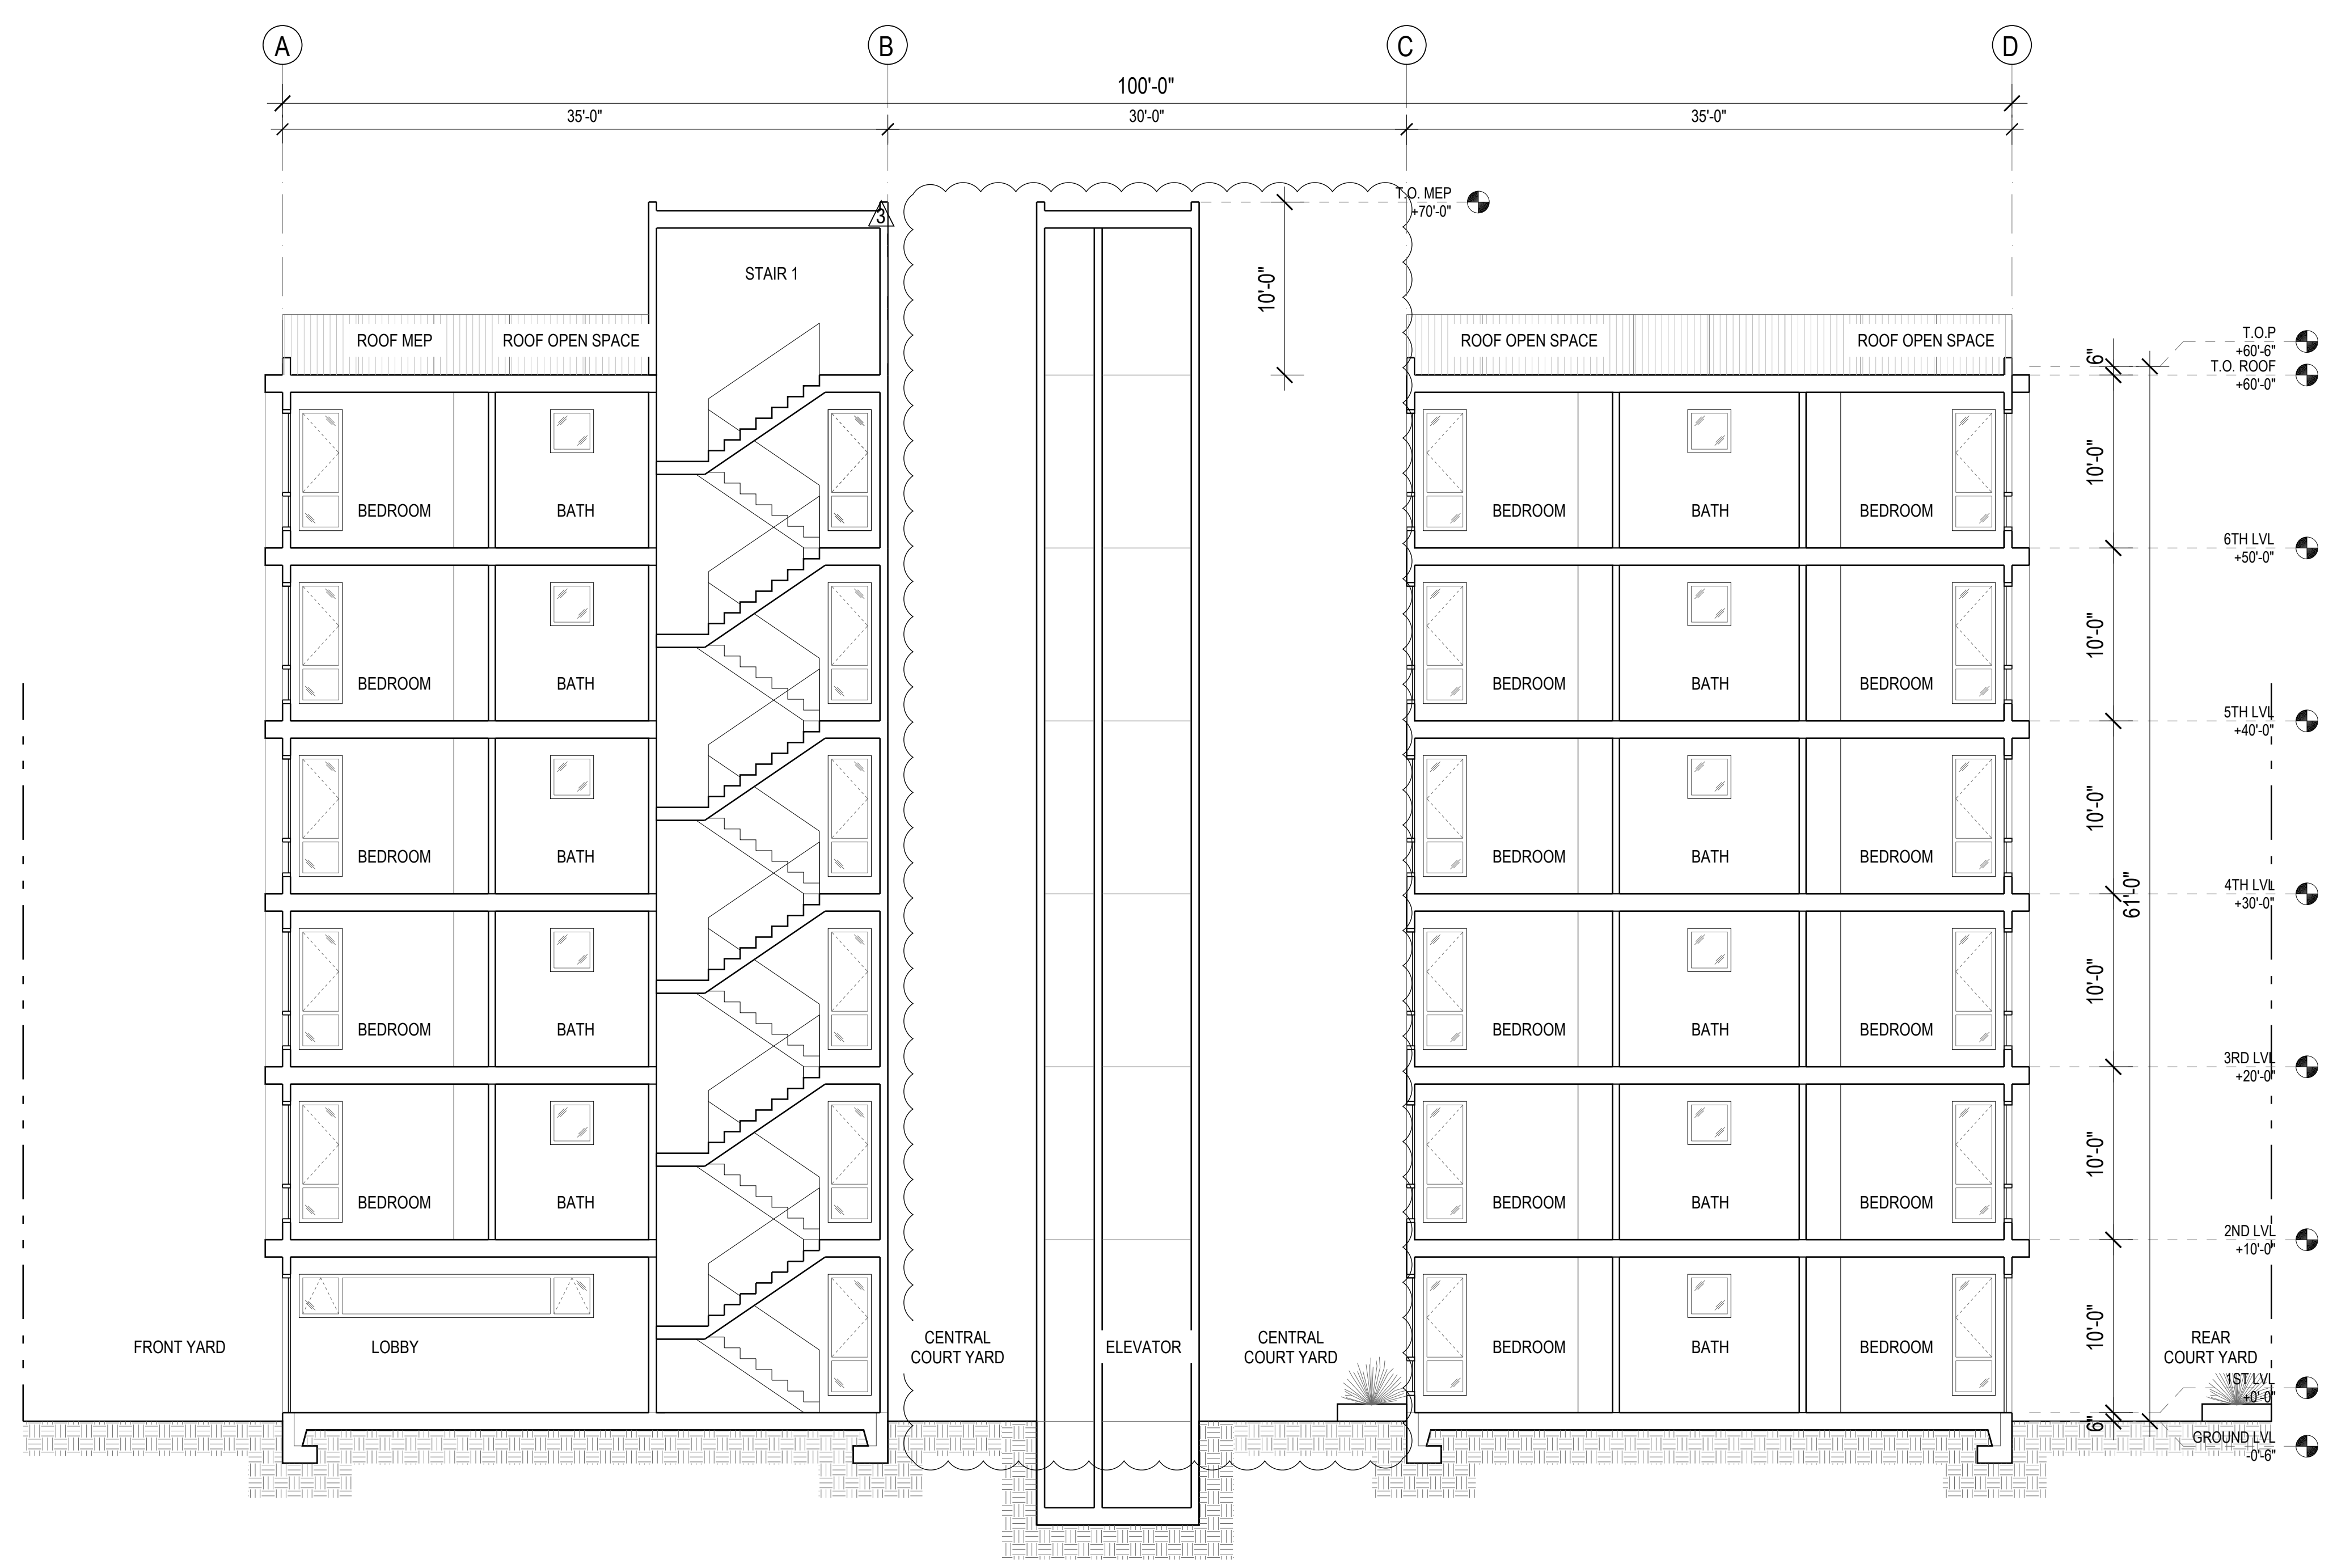 A B C D
100'-0"
35'-0" 30'-0" 35'-0"
T.O. MEP
+70'-0"
3
STAIR 1
10'-0"
ROOF MEP ROOF OPEN SPACE ROOF OPEN SPACE ROOF OPEN SPACE
T.O.P
+60'-6"
6"
T.O. ROOF
+60'-0"
10'-0"
BEDROOM BATH BEDROOM BATH BEDROOM
6TH LVL
+50'-0"
10'-0"
BEDROOM BATH BEDROOM BATH BEDROOM
5TH LVL
+40'-0"
10'-0"
BEDROOM BATH BEDROOM BATH BEDROOM
4TH LVL
+30'-0"
61'-0"
10'-0"
BEDROOM BATH BEDROOM BATH BEDROOM
3RD LVL
+20'-0"
10'-0"
BEDROOM BATH BEDROOM BATH BEDROOM
2ND LVL
+10'-0"
10'-0"
FRONT YARD LOBBY
CENTRAL
COURT YARD
ELEVATOR
CENTRAL
COURT YARD
BEDROOM BATH BEDROOM
REAR
COURT YARD
1ST LVL
+0'-0"
6"
GROUND LVL
-0'-6"